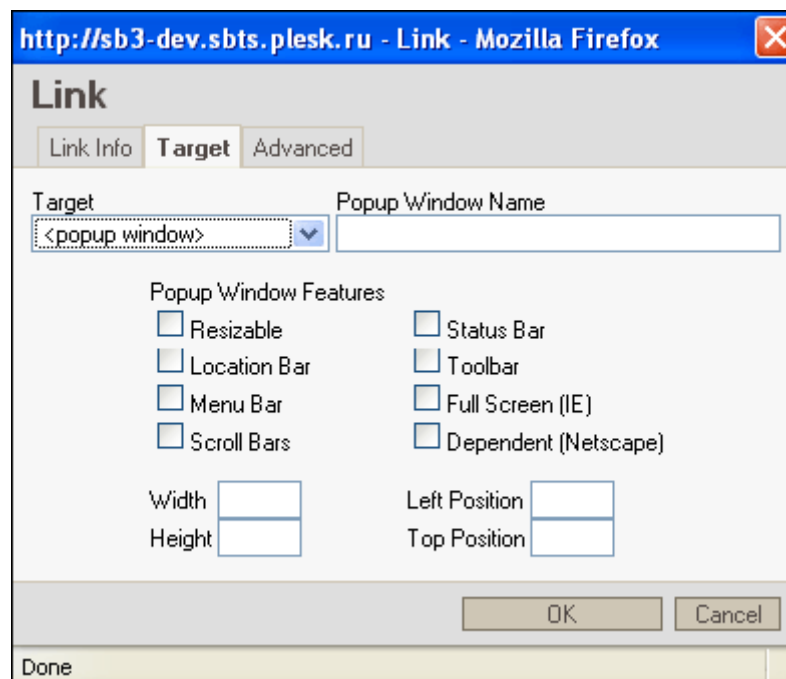 http://sb3-dev.sbts.plesk.ru - Link - Mozilla Firefox
Link
Link Info Target Advanced
Target Popup Window Name
<popup window>
Popup Window Features
Resizable Status Bar
Location Bar Toolbar
Menu Bar Full Screen (IE)
Scroll Bars Dependent (Netscape)
Width Left Position
Height Top Position
OK Cancel
Done